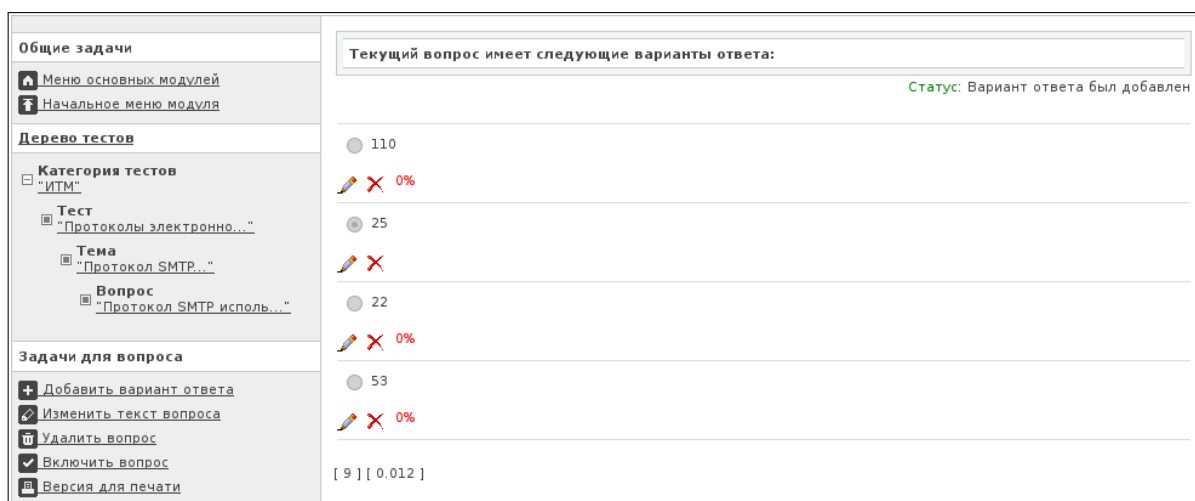 Общие задачи
Меню основных модулей
Начальное меню модуля
Дерево тестов
Категория тестов
"ИТМ"
Тест
"Протоколы электронно..."
Тема
"Протокол SMTP..."
Вопрос
"Протокол SMTP исполь..."
Задачи для вопроса
Добавить вариант ответа
Изменить текст вопроса
Удалить вопрос
Включить вопрос
Версия для печати
Текущий вопрос имеет следующие варианты ответа:
Статус: Вариант ответа был добавлен
110
0%
25
22
0%
53
0%
[ 9 ] [ 0.012 ]